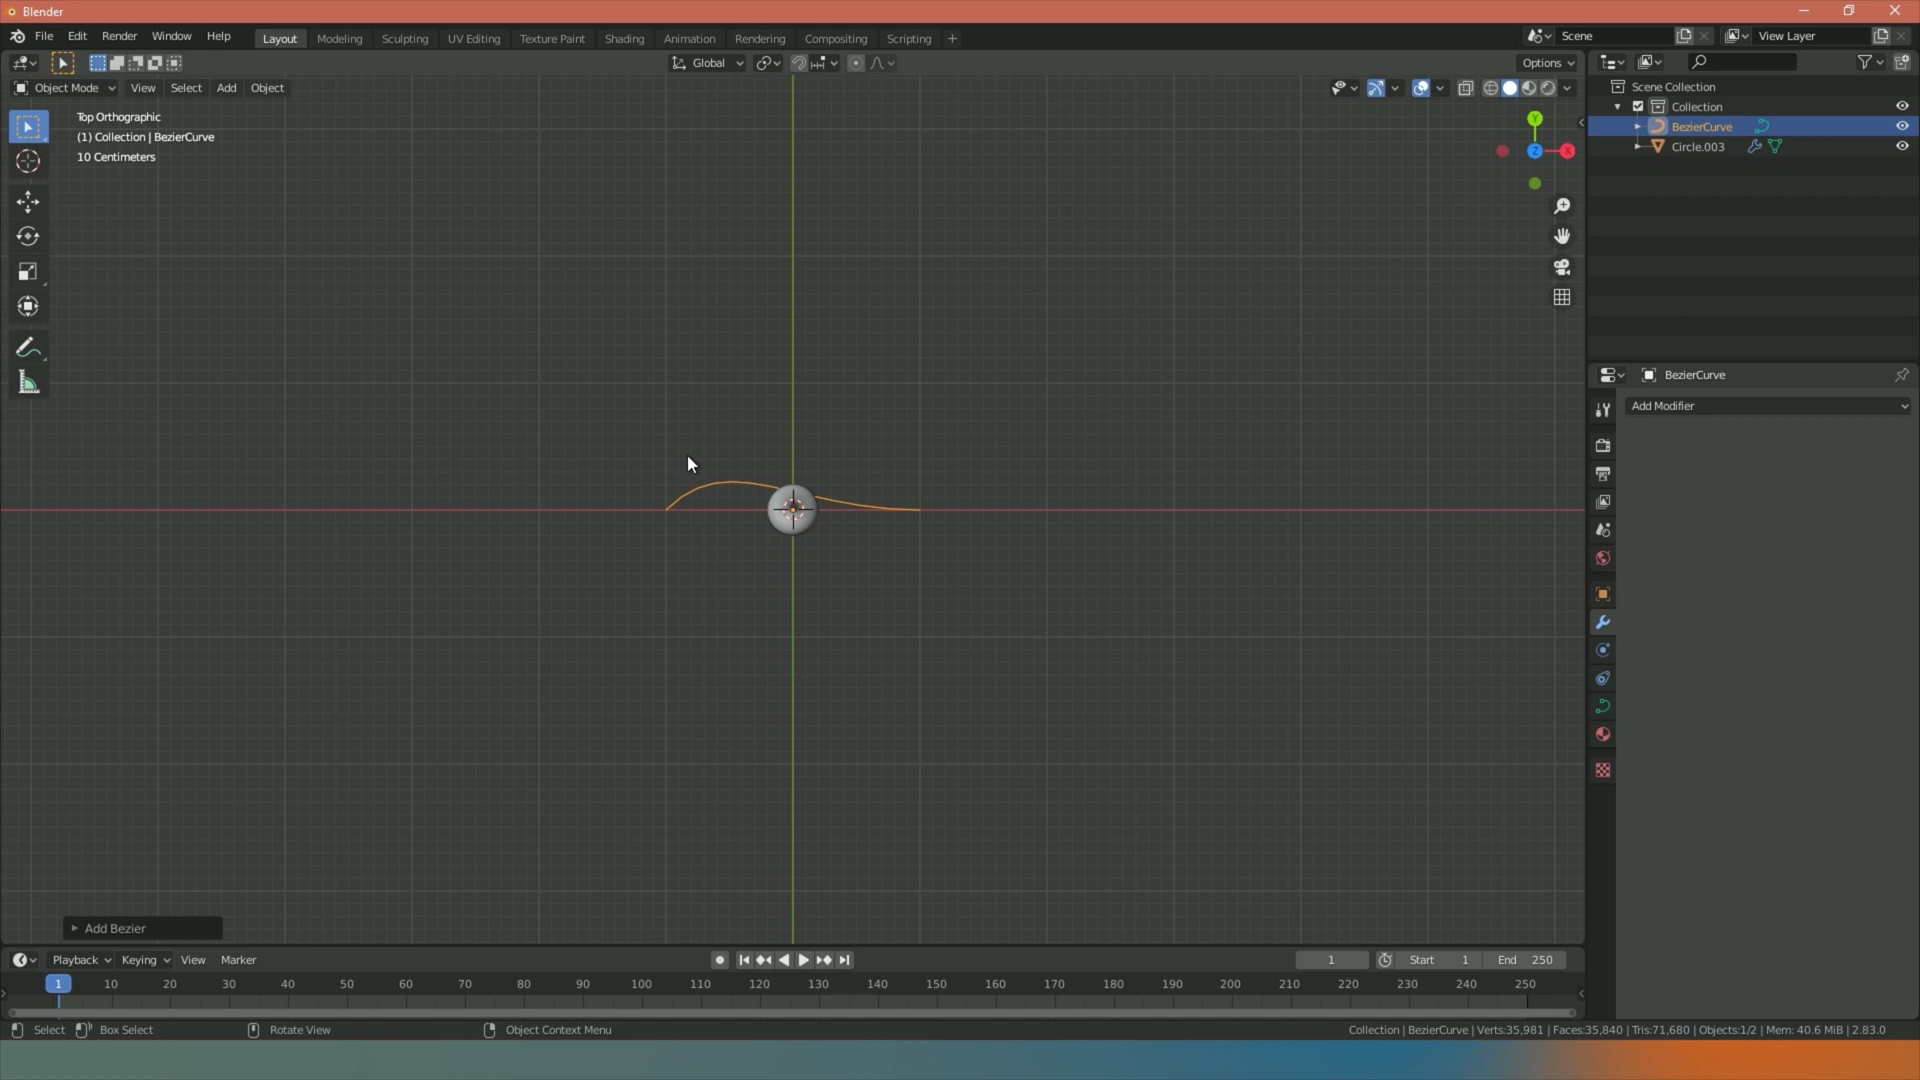 Blender
File Edit Render Window Help
Layout Modeling Sculpting UV Editing Texture Paint Shading Animation Rendering Compositing Scripting +
Scene
View Layer
Global
Options
Object Mode View Select Add Object
Top Orthographic
(1) Collection | BezierCurve
10 Centimeters
Y
Z
X
Scene Collection
Collection
BezierCurve
Circle.003
BezierCurve
Add Modifier
Add Bezier
Playback Keying View Marker
1
Start 1
End 250
1 10 20 30 40 50 60 70 80 90 100 110 120 130 140 150 160 170 180 190 200 210 220 230 240 250
Select Box Select Rotate View Object Context Menu
Collection | BezierCurve | Verts:35,981 | Faces:35,840 | Tris:71,680 | Objects:1/2 | Mem: 40.6 MiB | 2.83.0